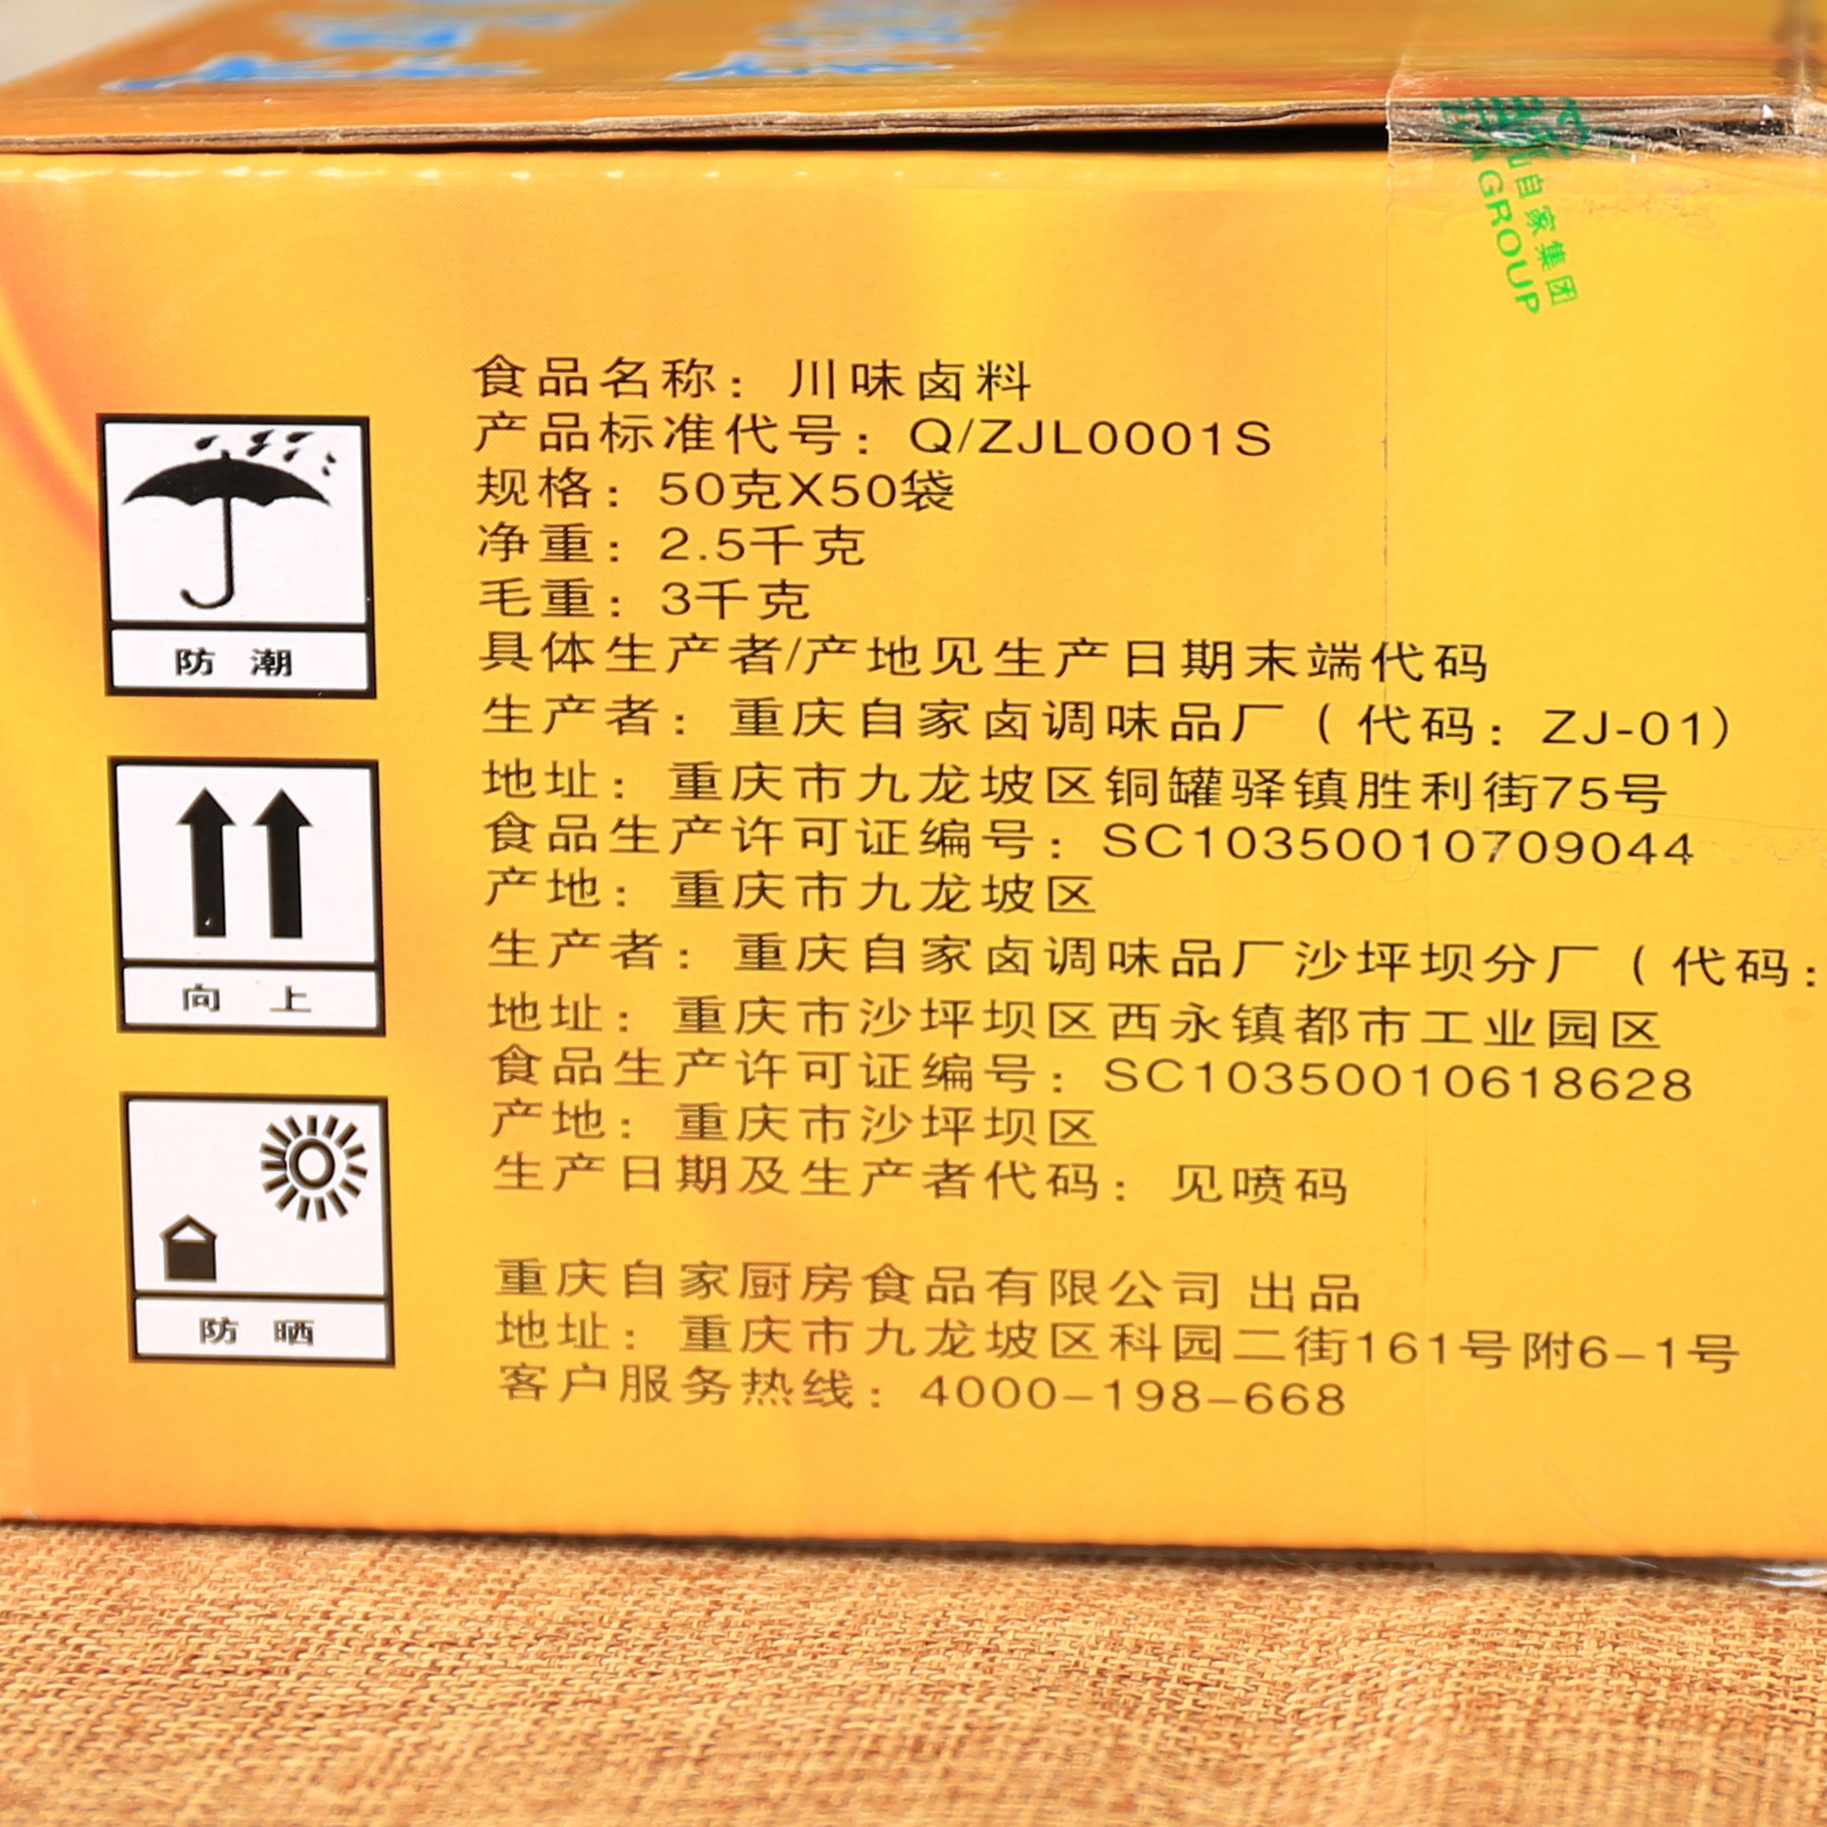 自家集团
GROUP
食品名称：川味卤料
产品标准代号：Q/ZJL0001S
规格：50克X50袋
净重：2.5千克
毛重：3千克
具体生产者/产地见生产日期末端代码
生产者：重庆自家卤调味品厂（代码：ZJ-01）
地址：重庆市九龙坡区铜罐驿镇胜利街75号
食品生产许可证编号：SC10350010709044
产地：重庆市九龙坡区
生产者：重庆自家卤调味品厂沙坪坝分厂（代码：
地址：重庆市沙坪坝区西永镇都市工业园区
食品生产许可证编号：SC10350010618628
产地：重庆市沙坪坝区
生产日期及生产者代码：见喷码
重庆自家厨房食品有限公司 出品
地址：重庆市九龙坡区科园二街161号附6-1号
客户服务热线：4000-198-668
防 潮
向 上
防 晒